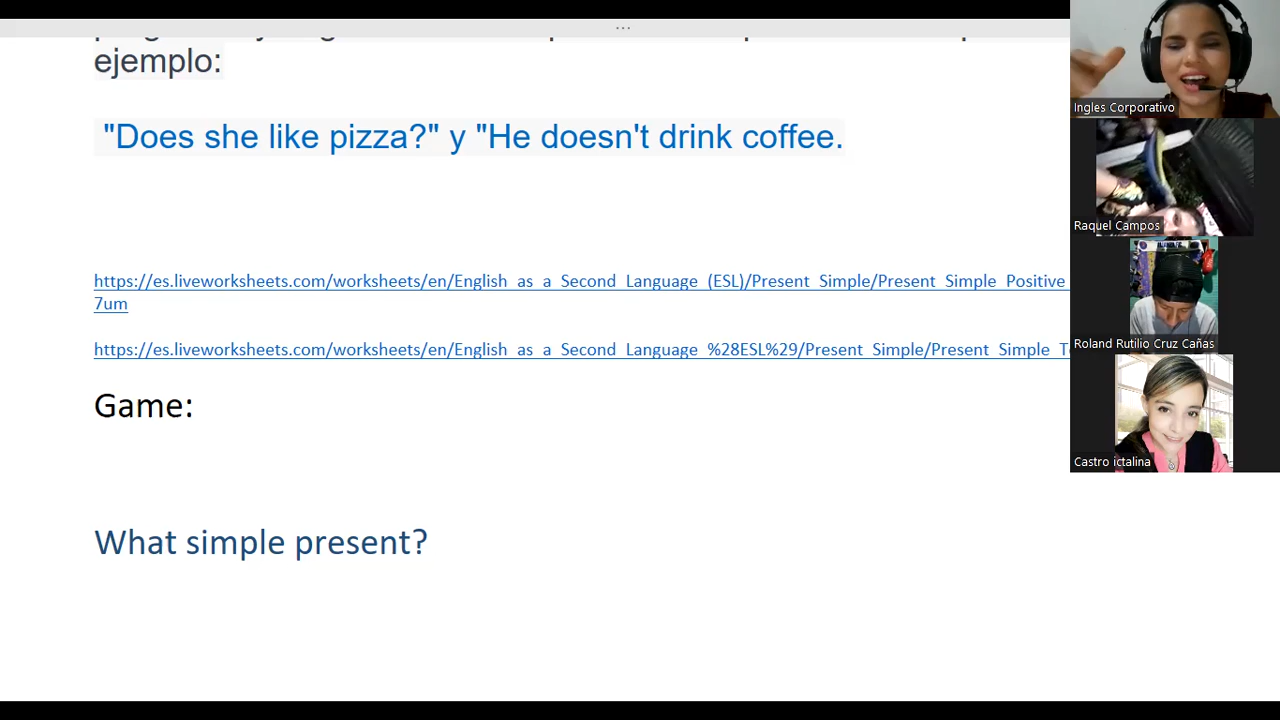 ...
ejemplo:
"Does she like pizza?" y "He doesn't drink coffee.
https://es.liveworksheets.com/worksheets/en/English_as_a_Second_Language_(ESL)/Present_Simple/Present_Simple_Positive_
7um
https://es.liveworksheets.com/worksheets/en/English_as_a_Second_Language_%28ESL%29/Present_Simple/Present_Simple_T
Game:
What simple present?
Ingles Corporativo
Raquel Campos
Roland Rutilio Cruz Cañas
Castro ictalina